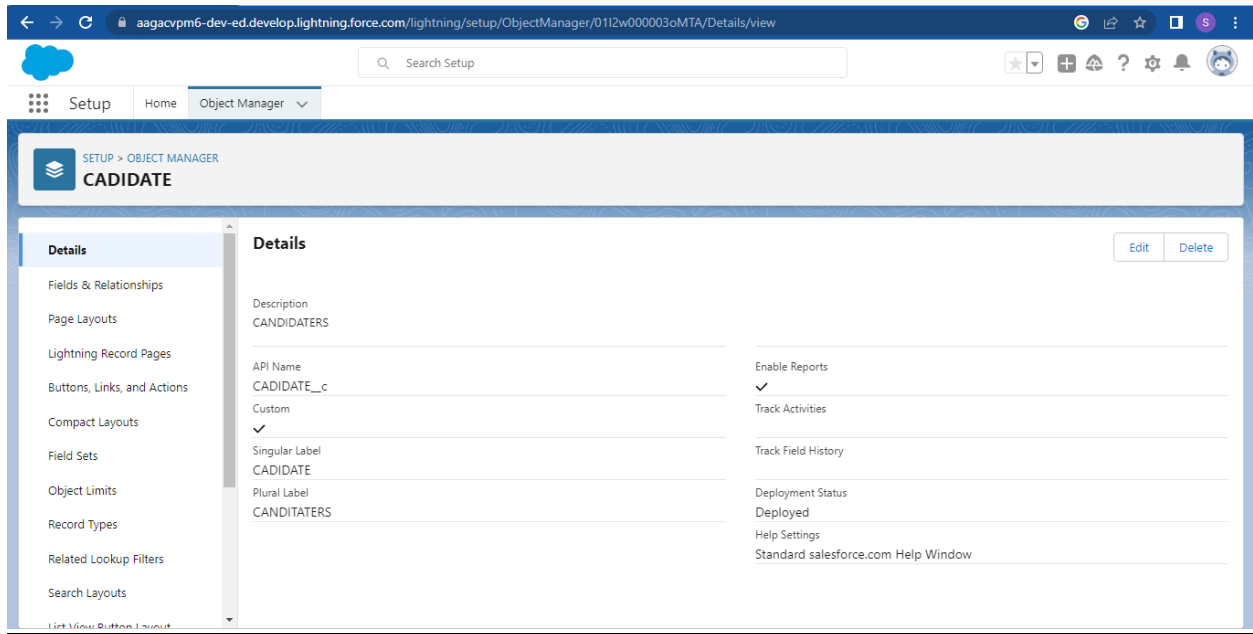 aagacvpm6-dev-ed.develop.lightning.force.com/lightning/setup/ObjectManager/01I2w000003oMTA/Details/view
G
S
Search Setup
Setup
Home
Object Manager
SETUP > OBJECT MANAGER
CADIDATE
Details
Fields & Relationships
Page Layouts
Lightning Record Pages
Buttons, Links, and Actions
Compact Layouts
Field Sets
Object Limits
Record Types
Related Lookup Filters
Search Layouts
List View Button Layout
Details
Edit
Delete
Description
CANDIDATERS
API Name
CADIDATE__c
Custom
Singular Label
CADIDATE
Plural Label
CANDITATERS
Enable Reports
Track Activities
Track Field History
Deployment Status
Deployed
Help Settings
Standard salesforce.com Help Window